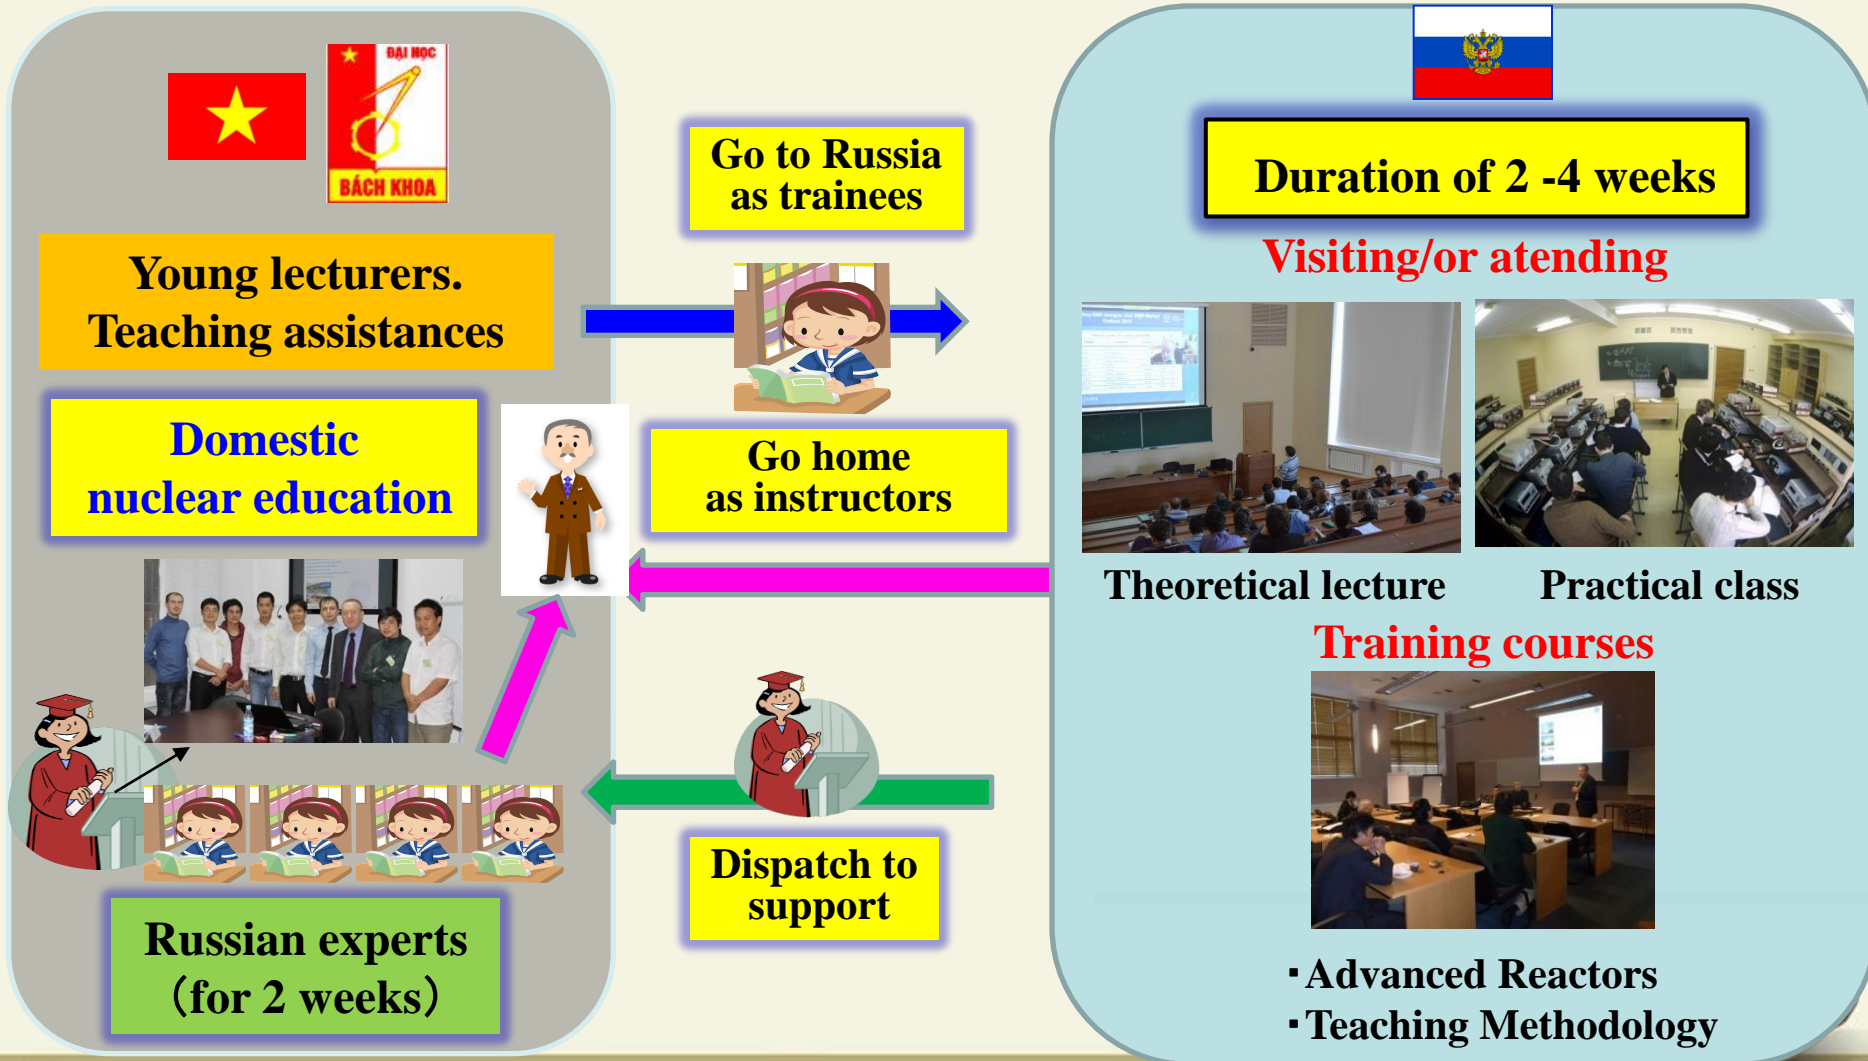 ĐẠI HỌC
BÁCH KHOA
Young lecturers.
Teaching assistances
Domestic
nuclear education
Russian experts
(for 2 weeks)
Go to Russia
as trainees
Go home
as instructors
Dispatch to
support
Duration of 2 -4 weeks
Visiting/or atending
Theoretical lecture
Practical class
Training courses
▪Advanced Reactors
▪Teaching Methodology